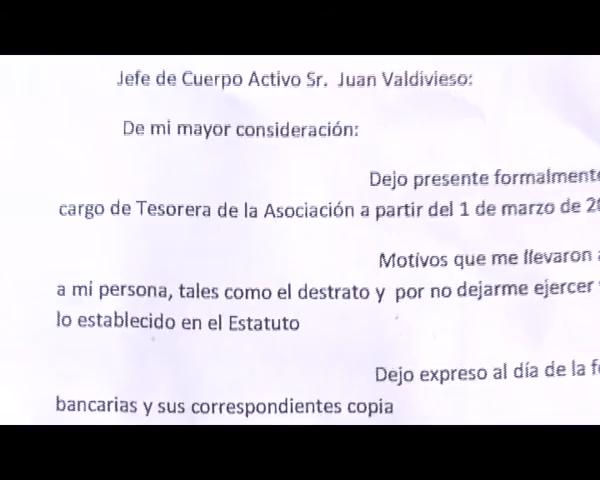 Jefe de Cuerpo Activo Sr. Juan Valdivieso:
De mi mayor consideración:
Dejo presente formalmente
cargo de Tesorera de la Asociación a partir del 1 de marzo de
Motivos que me llevaron
a mi persona, tales como el destrato y por no dejarme ejercer
lo establecido en el Estatuto
Dejo expreso al día de la
bancarias y sus correspondientes copia